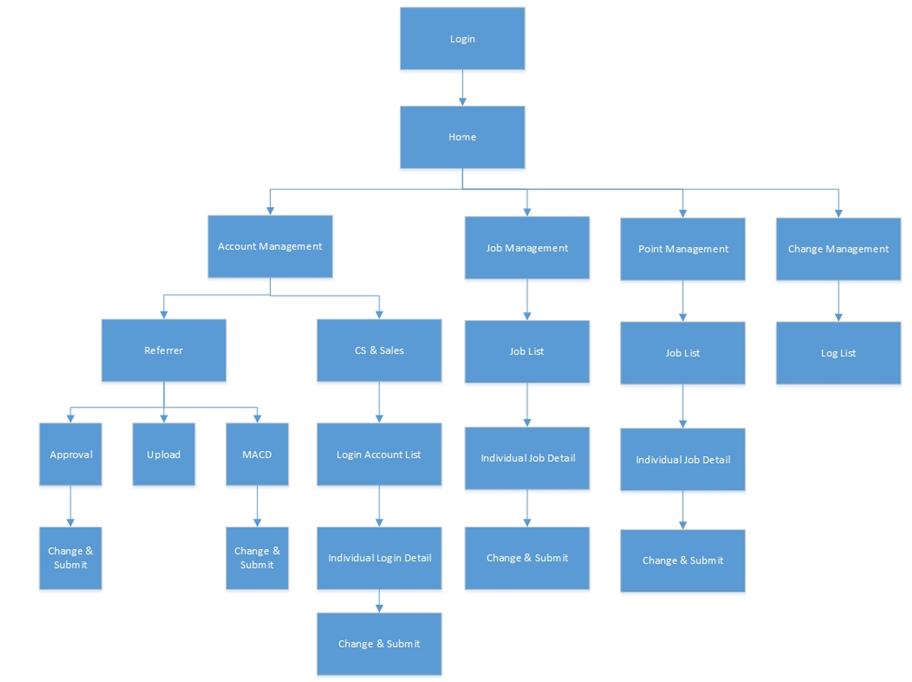 Login
Home
Account Management
Job Management
Point Management
Change Management
Referrer
CS & Sales
Job List
Job List
Log List
Approval
Upload
MACD
Login Account List
Individual Job Detail
Individual Job Detail
Change &
Submit
Change &
Submit
Individual Login Detail
Change & Submit
Change & Submit
Change & Submit